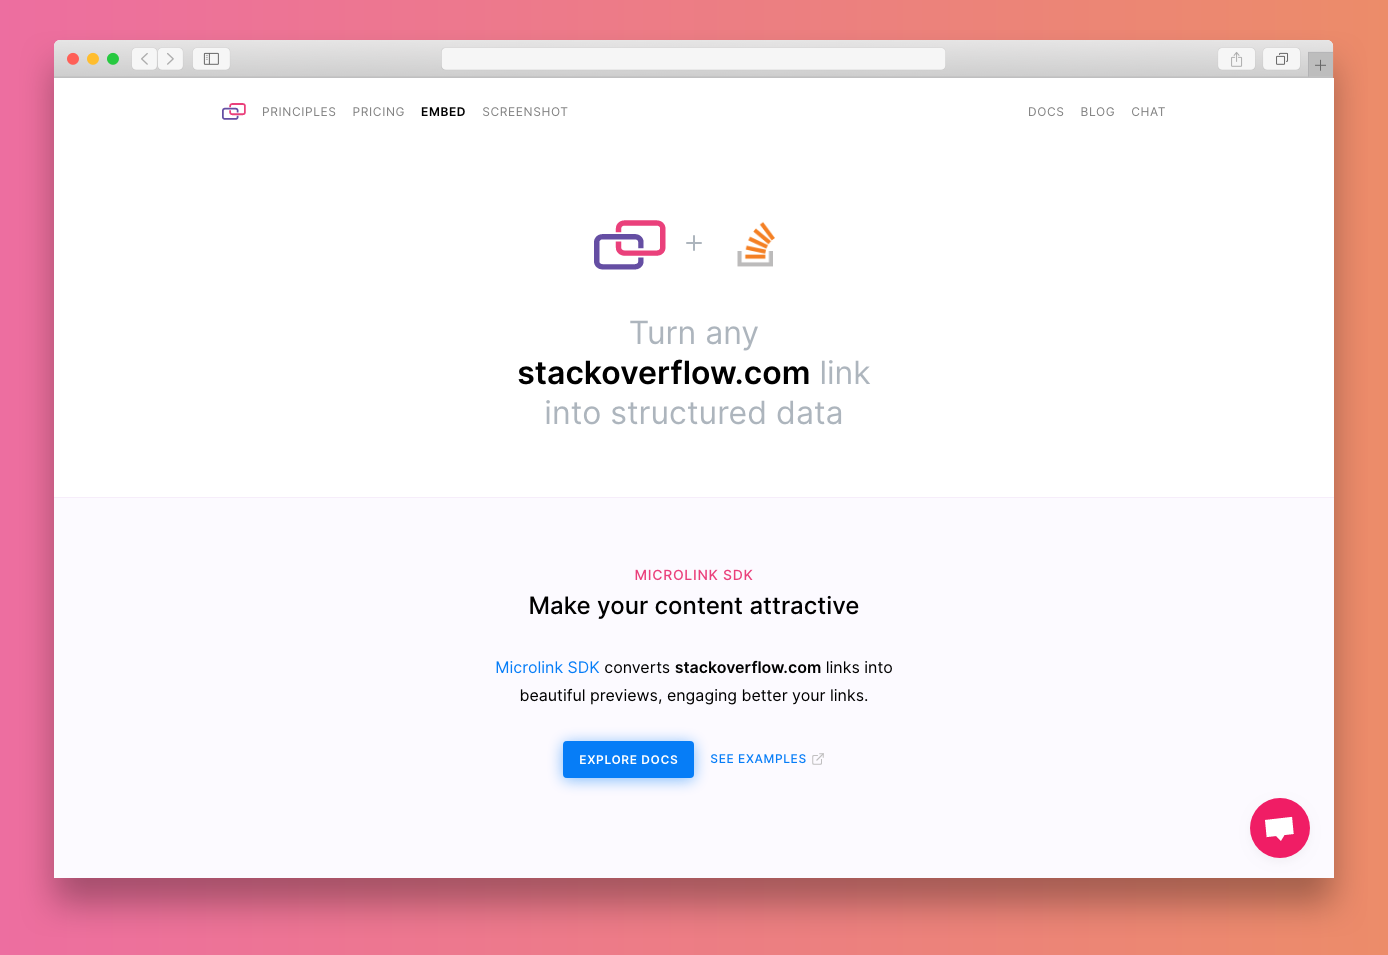 PRINCIPLES PRICING EMBED SCREENSHOT DOCS BLOG CHAT
Turn any
stackoverflow.com link
into structured data
MICROLINK SDK
Make your content attractive
Microlink SDK converts stackoverflow.com links into
beautiful previews, engaging better your links.
EXPLORE DOCS SEE EXAMPLES